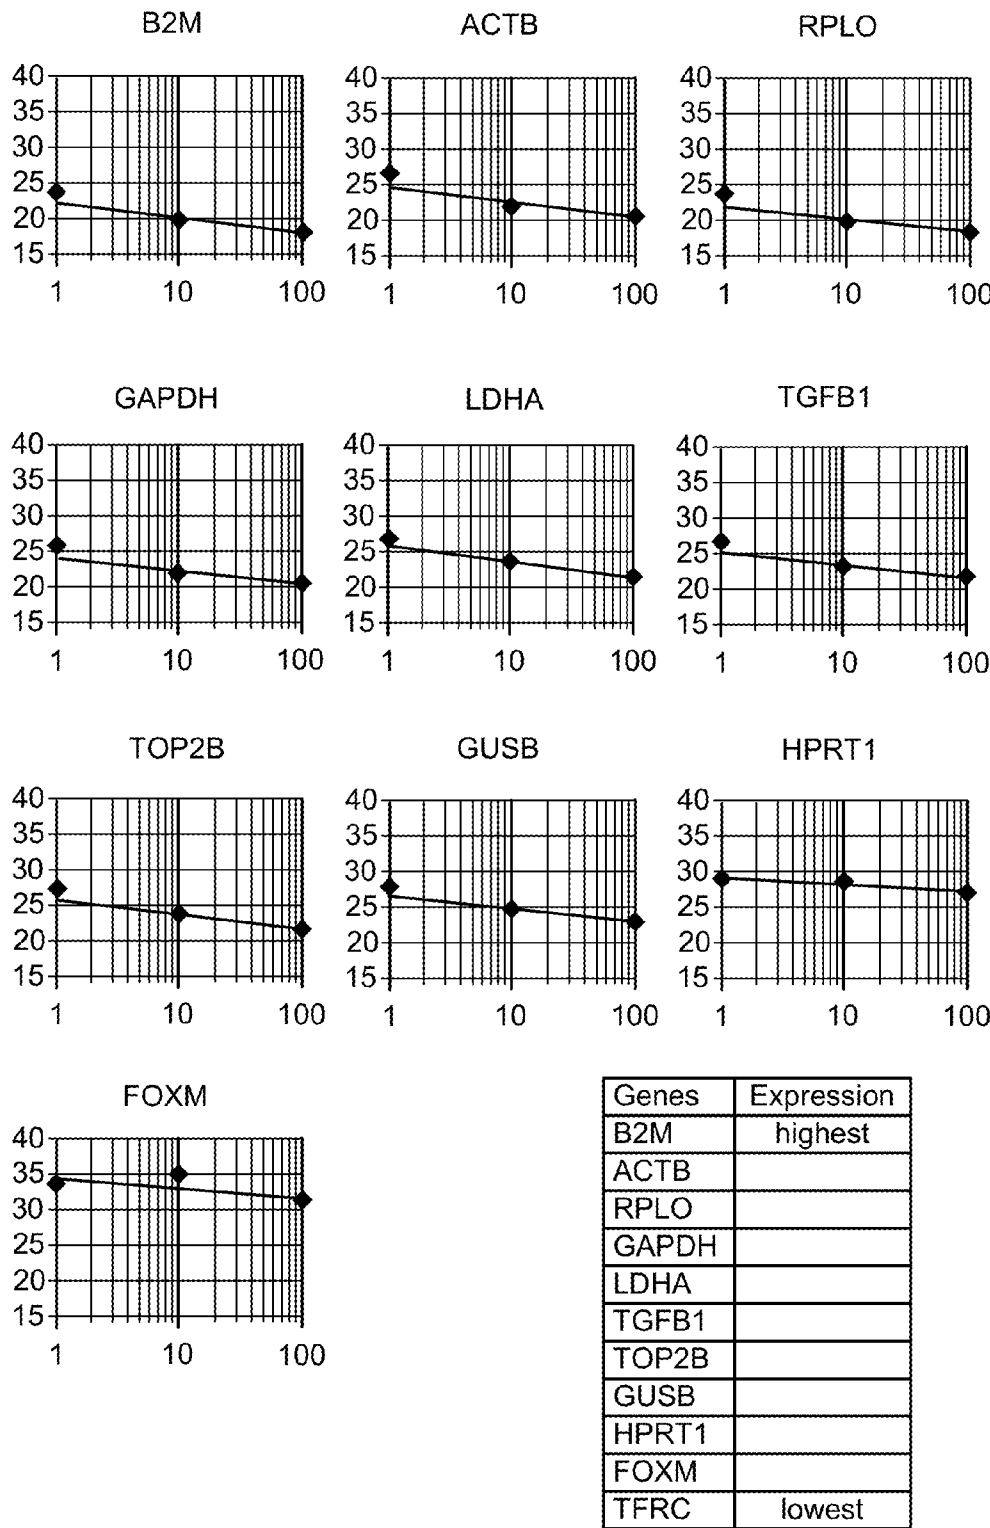 B2M ACTB RPLO
40 40 40
35 35 35
30 30 30
25 25 25
20 20 20
15 15 15
1 10 100 1 10 100 1 10 100
GAPDH LDHA TGFB1
40 40 40
35 35 35
30 30 30
25 25 25
20 20 20
15 15 15
1 10 100 1 10 100 1 10 100
TOP2B GUSB HPRT1
40 40 40
35 35 35
30 30 30
25 25 25
20 20 20
15 15 15
1 10 100 1 10 100 1 10 100
FOXM
40
35
30
25
20
15
1 10 100
Genes Expression
B2M highest
ACTB
RPLO
GAPDH
LDHA
TGFB1
TOP2B
GUSB
HPRT1
FOXM
TFRC lowest